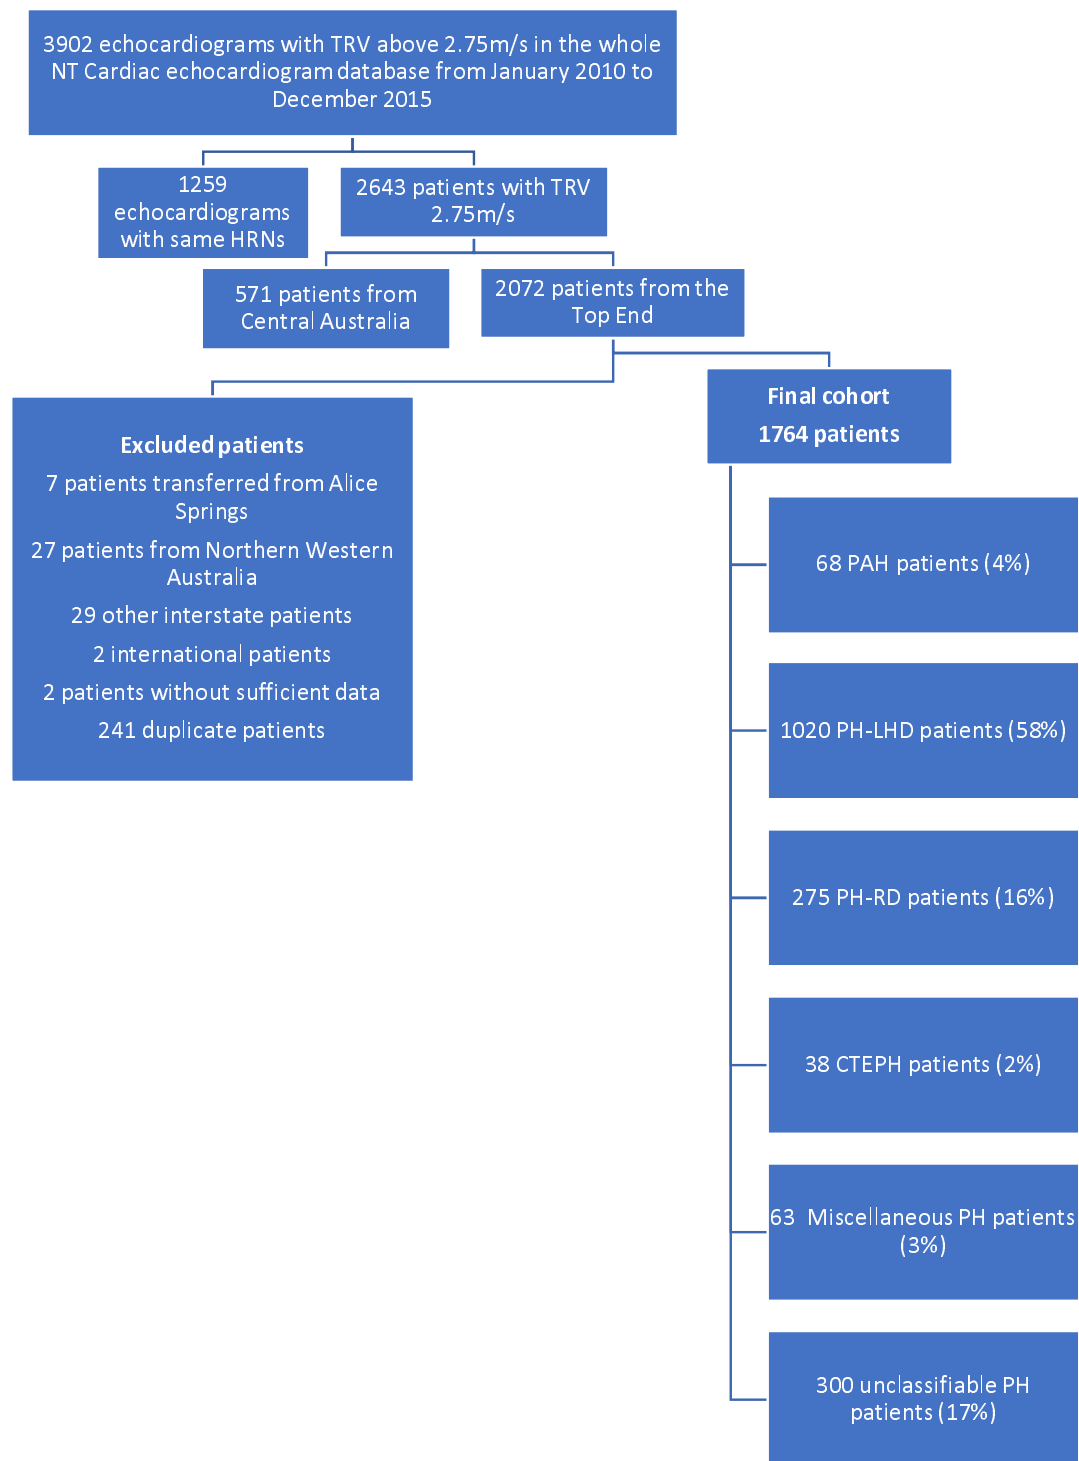 3902 echocardiograms with TRV above 2.75m/s in the whole
NT Cardiac echocardiogram database from January 2010 to
December 2015
1259
echocardiograms
with same HRNs
2643 patients with TRV
2.75m/s
571 patients from
Central Australia
2072 patients from the
Top End
Excluded patients
7 patients transferred from Alice
Springs
27 patients from Northern Western
Australia
29 other interstate patients
2 international patients
2 patients without sufficient data
241 duplicate patients
Final cohort
1764 patients
68 PAH patients (4%)
1020 PH-LHD patients (58%)
275 PH-RD patients (16%)
38 CTEPH patients (2%)
63 Miscellaneous PH patients
(3%)
300 unclassifiable PH
patients (17%)